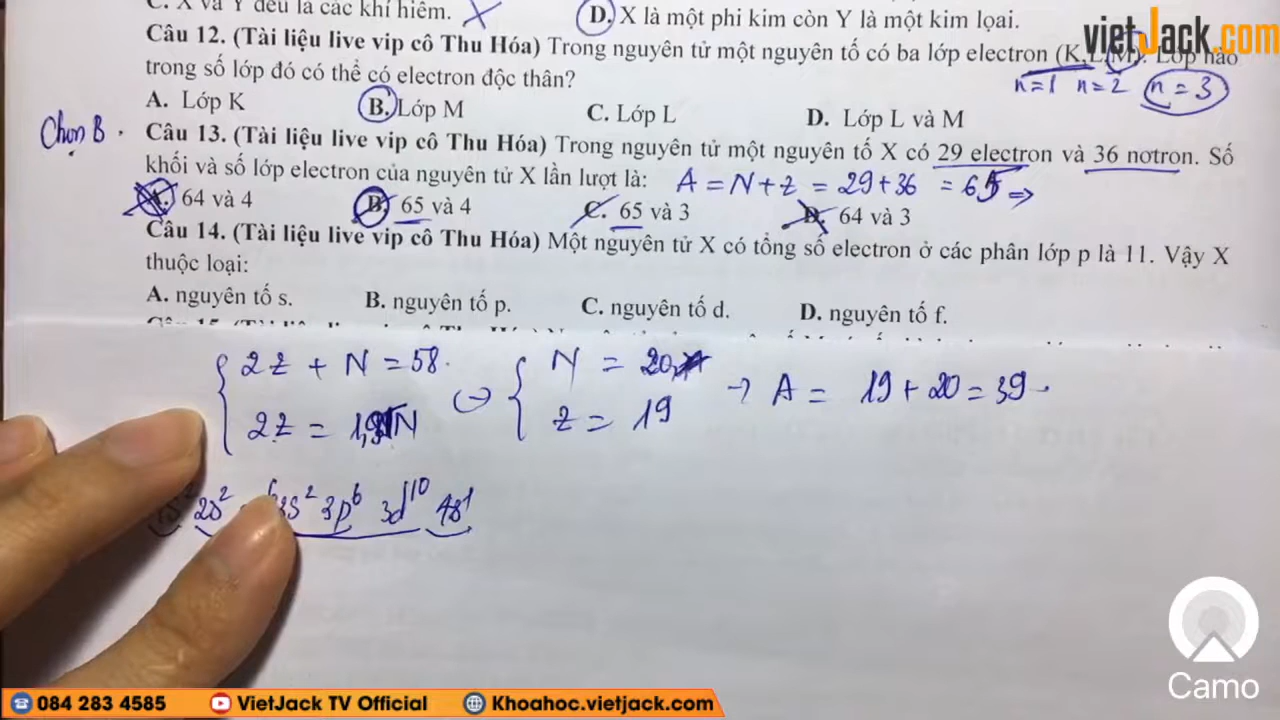 C. X và Y đều là các khí hiếm. D. X là một phi kim còn Y là một kim lọai.
vietJack.com
Câu 12. (Tài liệu live vip cô Thu Hóa) Trong nguyên tử một nguyên tố có ba lớp electron (K,L,M). Lớp nào
trong số lớp đó có thể có electron độc thân?
n=1 n=2 n=3
A. Lớp K B. Lớp M C. Lớp L D. Lớp L và M
Chọn B.
Câu 13. (Tài liệu live vip cô Thu Hóa) Trong nguyên tử một nguyên tố X có 29 electron và 36 nơtron. Số
khối và số lớp electron của nguyên tử X lần lượt là: A = N + Z = 29 + 36 = 65 ⇒
A. 64 và 4 B. 65 và 4 C. 65 và 3 D. 64 và 3
Câu 14. (Tài liệu live vip cô Thu Hóa) Một nguyên tử X có tổng số electron ở các phân lớp p là 11. Vậy X
thuộc loại:
A. nguyên tố s. B. nguyên tố p. C. nguyên tố d. D. nguyên tố f.
2Z + N = 58 N = 20 → A = 19 + 20 = 39
2Z = N Z = 19
2s² 3s² 3p⁶ 3d¹⁰ 4s¹
Camo
084 283 4585 VietJack TV Official Khoahoc.vietjack.com